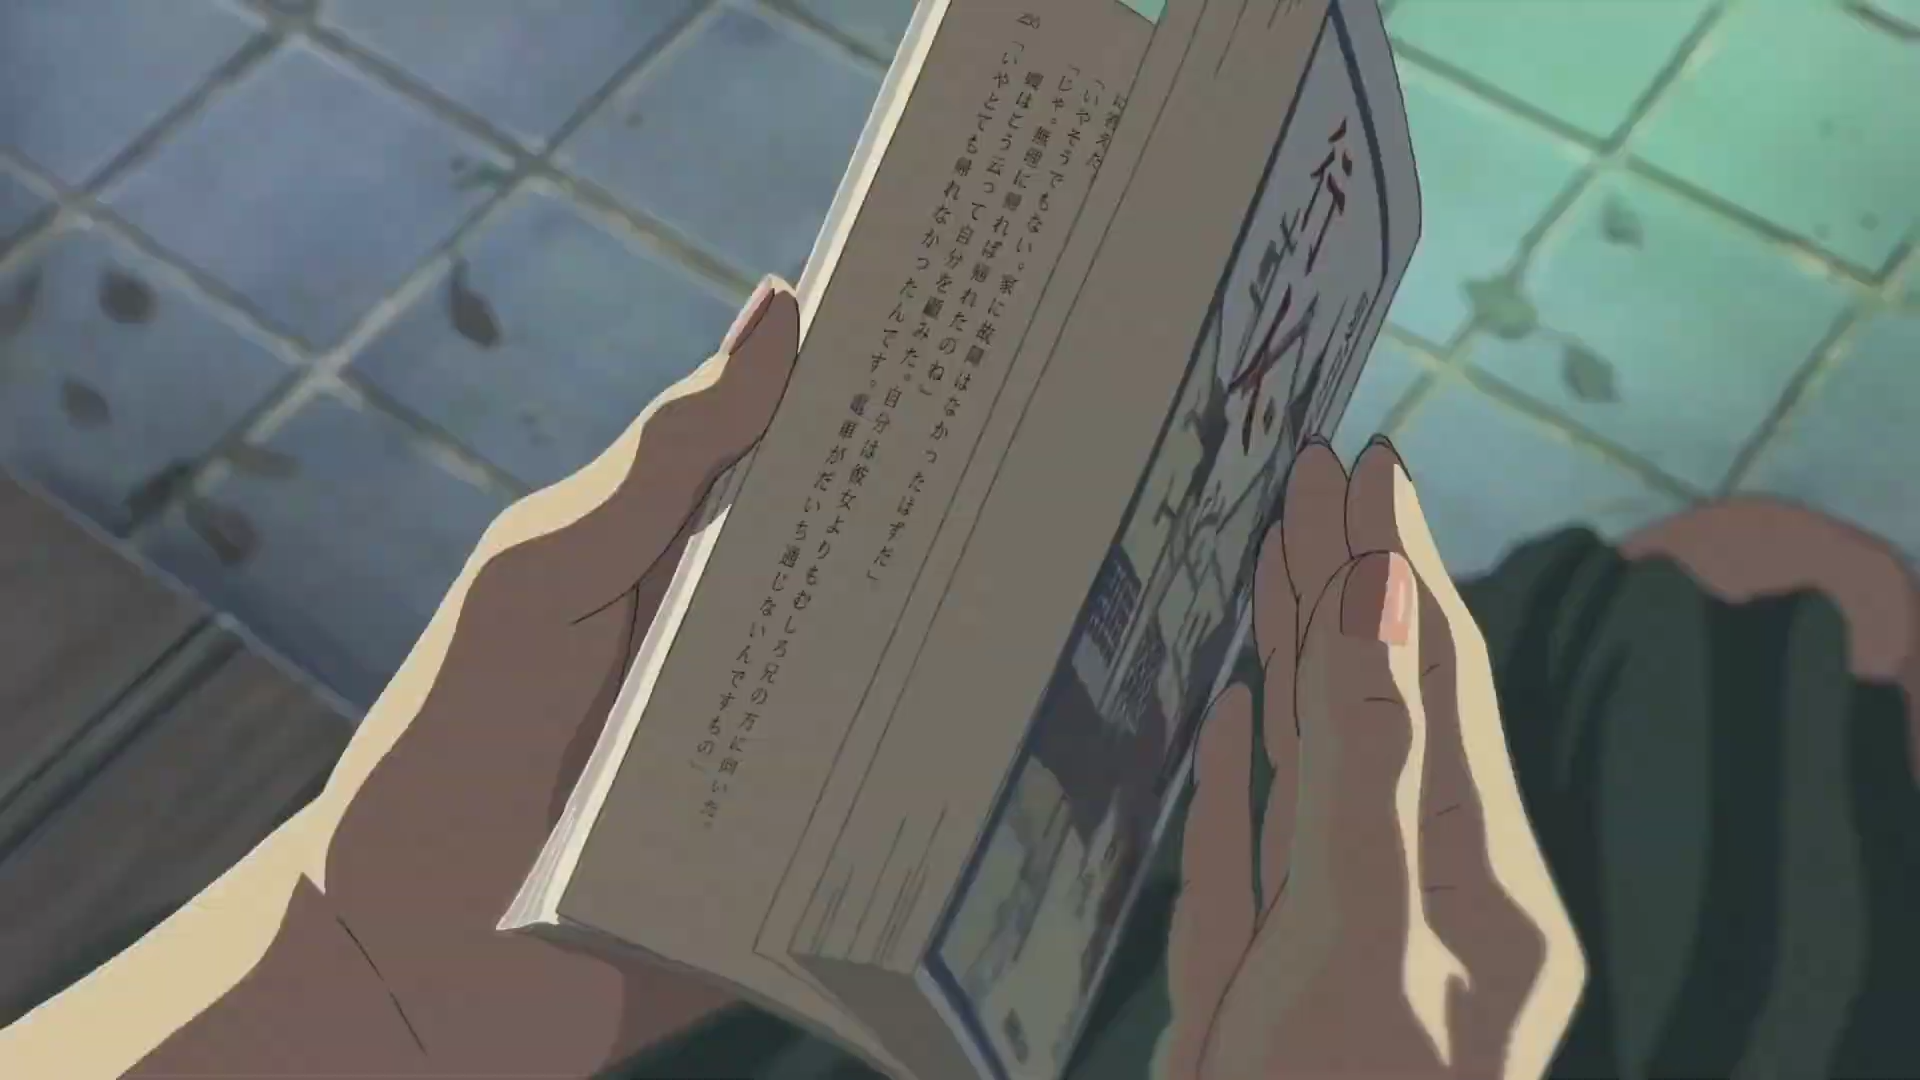 に答えた。
「いやそうでもない。家に故障はなかったはずだ」
「じゃ。無理に帰れば帰れたのね」
嫂はこう云って自分を顧みた。自分は彼女よりもむしろ兄の方に向いた。
「いやとても帰れなかったんです。電車がだいち通じないんですもの」
行人